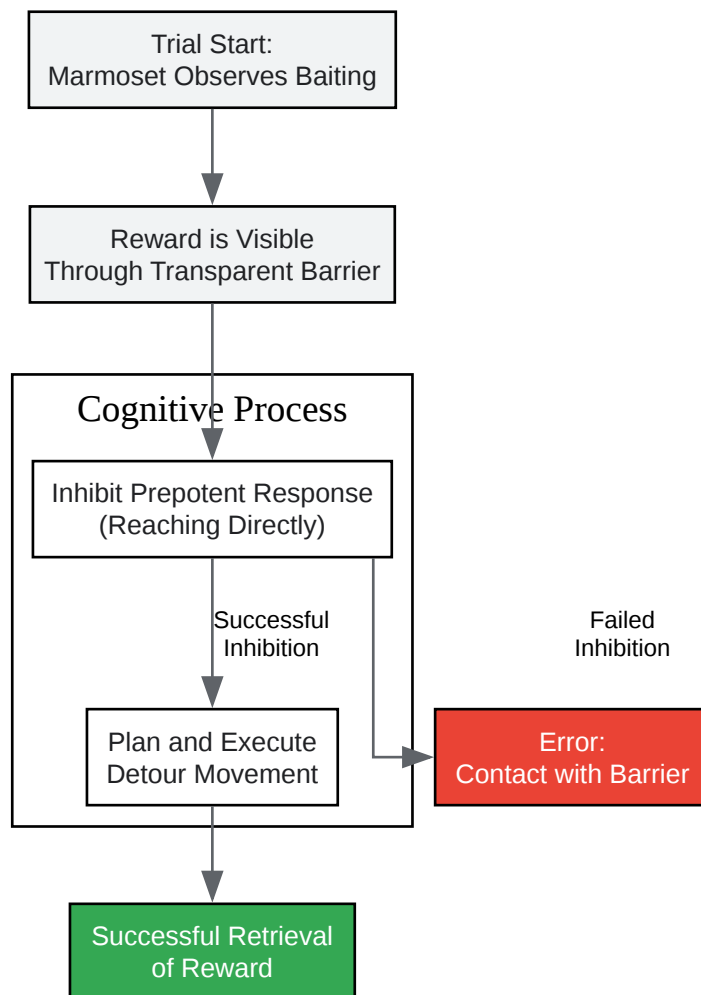 Trial Start:
Marmoset Observes Baiting
Reward is Visible
Through Transparent Barrier
Cognitive Process
Inhibit Prepotent Response
(Reaching Directly)
Successful
Inhibition
Failed
Inhibition
Plan and Execute
Detour Movement
Error:
Contact with Barrier
Successful Retrieval
of Reward